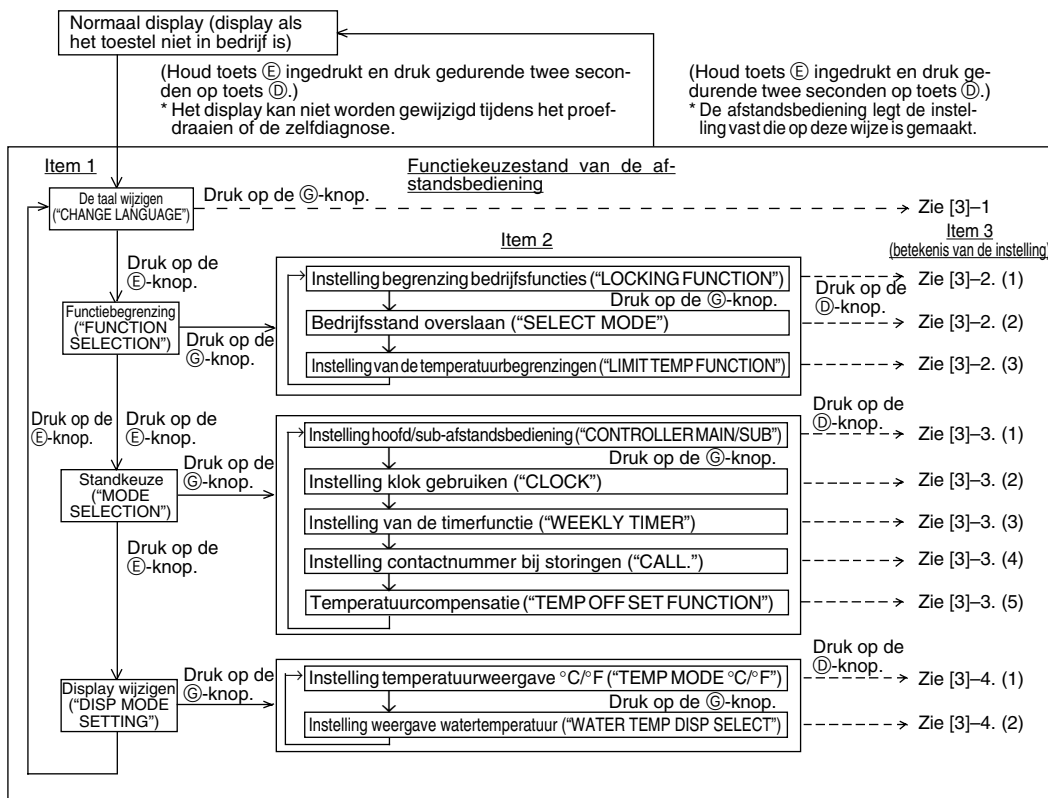 Normaal display (display als
het toestel niet in bedrijf is)
(Houd toets Ⓔ ingedrukt en druk gedurende twee secon-
den op toets Ⓓ.)
* Het display kan niet worden gewijzigd tijdens het proef-
draaien of de zelfdiagnose.
(Houd toets Ⓔ ingedrukt en druk ge-
durende twee seconden op toets Ⓓ.)
* De afstandsbediening legt de instel-
ling vast die op deze wijze is gemaakt.
Item 1
Functiekeuzestand van de af-
standsbediening
De taal wijzigen
(“CHANGE LANGUAGE”)
Druk op de Ⓖ-knop.
Zie [3]–1
Item 2
Item 3
(betekenis van de instelling)
Druk op de
Ⓔ-knop.
Functiebegrenzing
(“FUNCTION
SELECTION”)
Druk op de
Ⓖ-knop.
Instelling begrenzing bedrijfsfuncties (“LOCKING FUNCTION”)
Druk op de Ⓖ-knop.
Druk op de
Ⓓ-knop.
Zie [3]–2. (1)
Bedrijfsstand overslaan (“SELECT MODE”)
Zie [3]–2. (2)
Instelling van de temperatuurbegrenzingen (“LIMIT TEMP FUNCTION”)
Zie [3]–2. (3)
Druk op de
Ⓔ-knop.
Druk op de
Ⓔ-knop.
Standkeuze
(“MODE
SELECTION”)
Druk op de
Ⓖ-knop.
Druk op de
Ⓓ-knop.
Instelling hoofd/sub-afstandsbediening (“CONTROLLER MAIN/SUB”)
Druk op de Ⓖ-knop.
Zie [3]–3. (1)
Instelling klok gebruiken (“CLOCK”)
Zie [3]–3. (2)
Instelling van de timerfunctie (“WEEKLY TIMER”)
Zie [3]–3. (3)
Instelling contactnummer bij storingen (“CALL.”)
Zie [3]–3. (4)
Temperatuurcompensatie (“TEMP OFF SET FUNCTION”)
Zie [3]–3. (5)
Druk op de
Ⓔ-knop.
Display wijzigen
(“DISP MODE
SETTING”)
Druk op de
Ⓖ-knop.
Druk op de
Ⓓ-knop.
Instelling temperatuurweergave °C/°F (“TEMP MODE °C/°F”)
Druk op de Ⓖ-knop.
Zie [3]–4. (1)
Instelling weergave watertemperatuur (“WATER TEMP DISP SELECT”)
Zie [3]–4. (2)